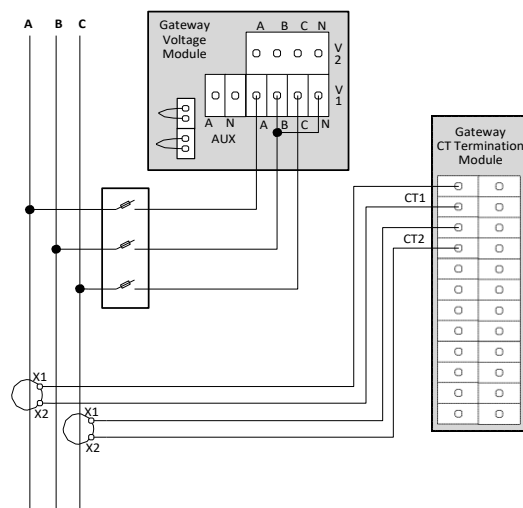 A B C
Gateway
Voltage
Module
A B C N
V
2
V
1
A N
A B C N
AUX
Gateway
CT Termination
Module
CT1
CT2
X1
X2
X1
X2